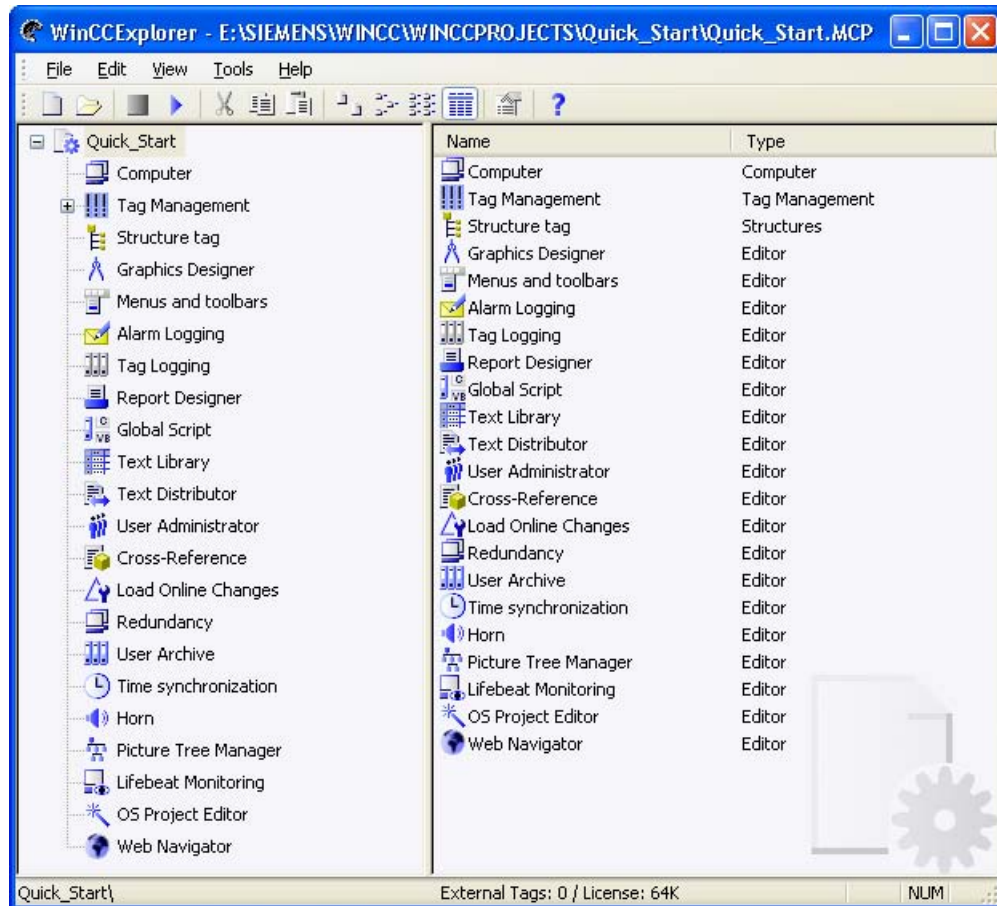 WinCCExplorer - E:\SIEMENS\WINCC\WINCCPROJECTS\Quick_Start\Quick_Start.MCP
File Edit View Tools Help
Quick_Start
Computer
Tag Management
Structure tag
Graphics Designer
Menus and toolbars
Alarm Logging
Tag Logging
Report Designer
Global Script
Text Library
Text Distributor
User Administrator
Cross-Reference
Load Online Changes
Redundancy
User Archive
Time synchronization
Horn
Picture Tree Manager
Lifebeat Monitoring
OS Project Editor
Web Navigator
Name Type
Computer Computer
Tag Management Tag Management
Structure tag Structures
Graphics Designer Editor
Menus and toolbars Editor
Alarm Logging Editor
Tag Logging Editor
Report Designer Editor
Global Script Editor
Text Library Editor
Text Distributor Editor
User Administrator Editor
Cross-Reference Editor
Load Online Changes Editor
Redundancy Editor
User Archive Editor
Time synchronization Editor
Horn Editor
Picture Tree Manager Editor
Lifebeat Monitoring Editor
OS Project Editor Editor
Web Navigator Editor
Quick_Start\ External Tags: 0 / License: 64K NUM